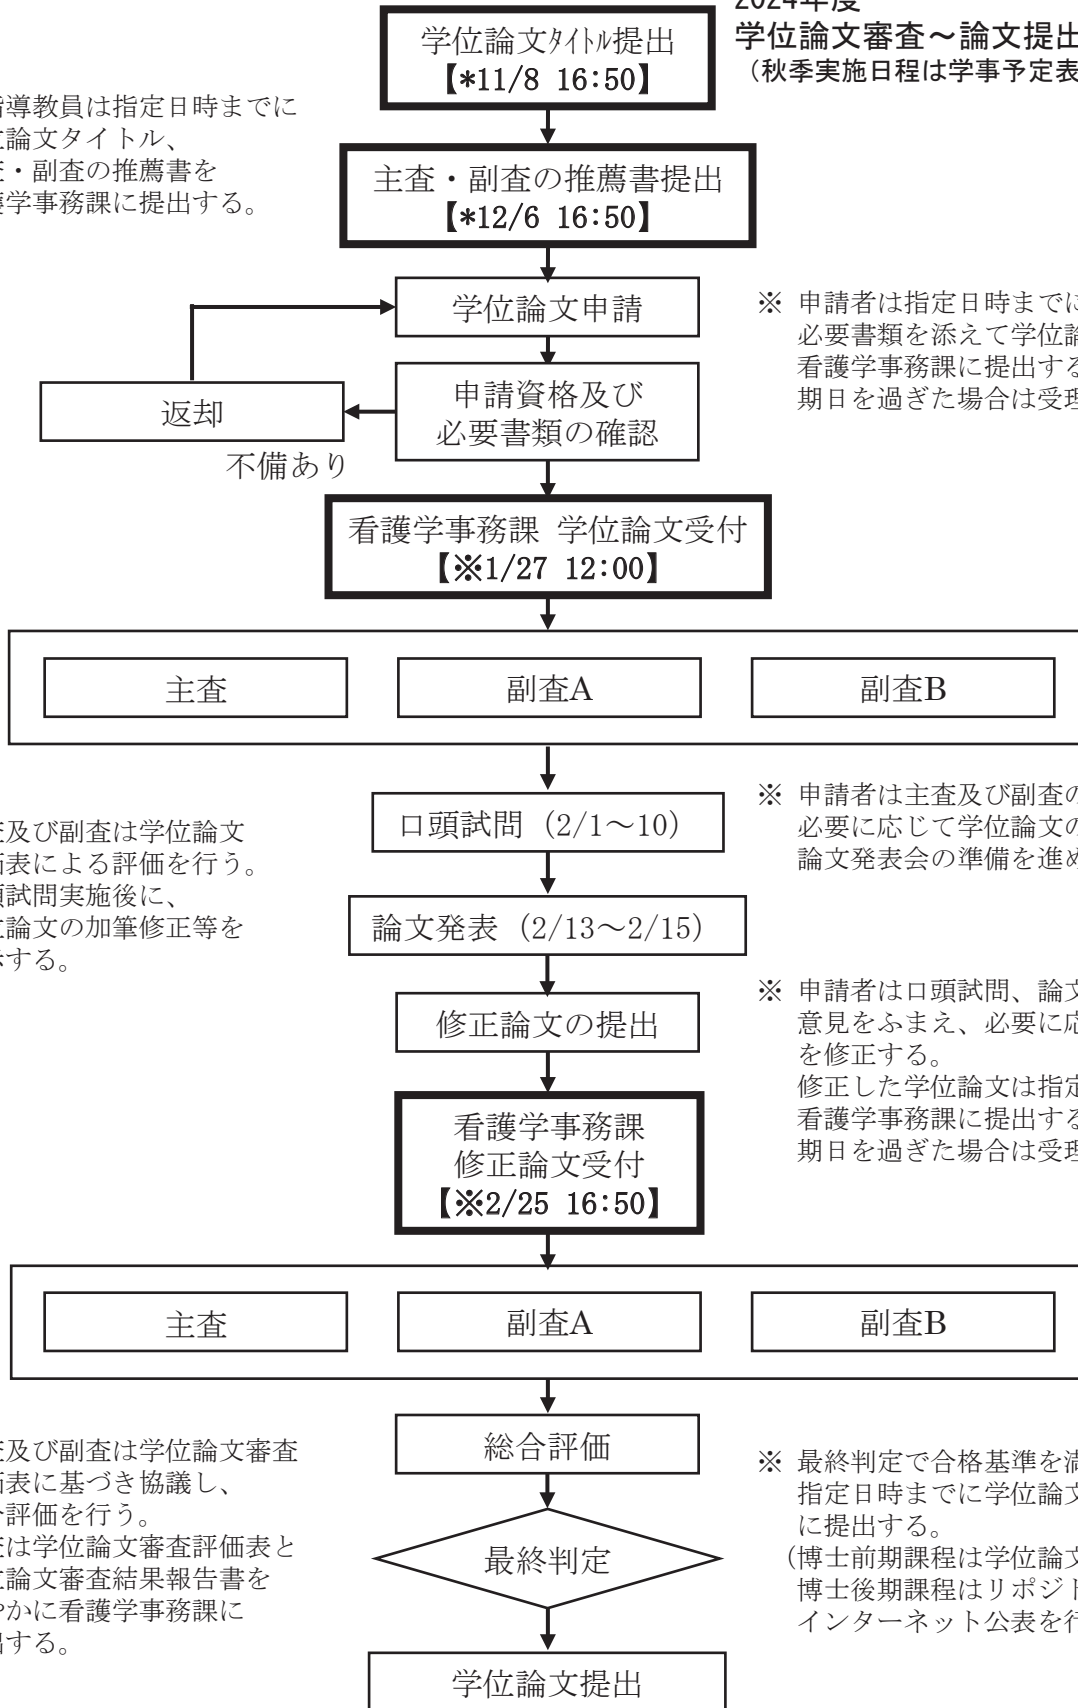 2024年度
学位論文審査～論文提出
（秋季実施日程は学事予定表
学位論文ﾀｲﾄﾙ提出
【*11/8 16:50】
指導教員は指定日時までに
論文タイトル、
・副査の推薦書を
学事務課に提出する。
主査・副査の推薦書提出
【*12/6 16:50】
学位論文申請
※ 申請者は指定日時までに
必要書類を添えて学位論
看護学事務課に提出する
期日を過ぎた場合は受理
申請資格及び
必要書類の確認
返却
不備あり
看護学事務課 学位論文受付
【※1/27 12:00】
主査
副査A
副査B
口頭試問（2/1～10）
※ 申請者は主査及び副査の
必要に応じて学位論文の
論文発表会の準備を進め
査及び副査は学位論文
価表による評価を行う。
頭試問実施後に、
論文の加筆修正等を
する。
論文発表（2/13～2/15）
修正論文の提出
※ 申請者は口頭試問、論文
意見をふまえ、必要に応
を修正する。
修正した学位論文は指定
看護学事務課に提出する
期日を過ぎた場合は受理
看護学事務課
修正論文受付
【※2/25 16:50】
主査
副査A
副査B
総合評価
査及び副査は学位論文審査
価表に基づき協議し、
評価を行う。
は学位論文審査評価表と
論文審査結果報告書を
やかに看護学事務課に
出する。
※ 最終判定で合格基準を満
指定日時までに学位論文
に提出する。
（博士前期課程は学位論文
博士後期課程はリポジト
インターネット公表を行
最終判定
学位論文提出